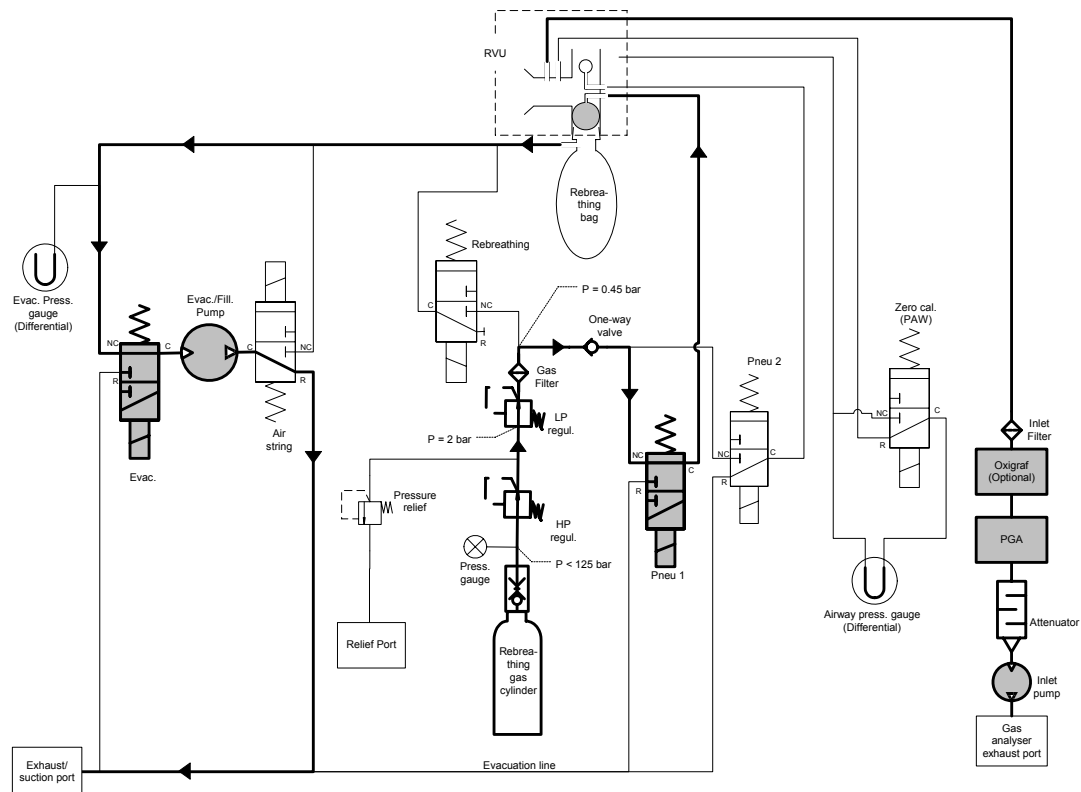 RVU
Rebrea-
thing
bag
Rebreathing
P = 0.45 bar
Evac. Press.
gauge
(Differential)
Evac./Fill.
Pump
One-way
valve
Zero cal.
(PAW)
NC
C
R
C
NC
R
C
NC
R
Gas
Filter
Pneu 2
NC
C
R
Air
string
Evac.
LP
regul.
P = 2 bar
NC
C
R
NC
C
R
Inlet
Filter
Oxigraf
(Optional)
Pressure
relief
HP
regul.
PGA
Press.
gauge
P < 125 bar
Pneu 1
Airway press. gauge
(Differential)
Attenuator
Relief Port
Rebrea-
thing
gas
cylinder
Inlet
pump
Gas
analyser
exhaust port
Exhaust/
suction port
Evacuation line